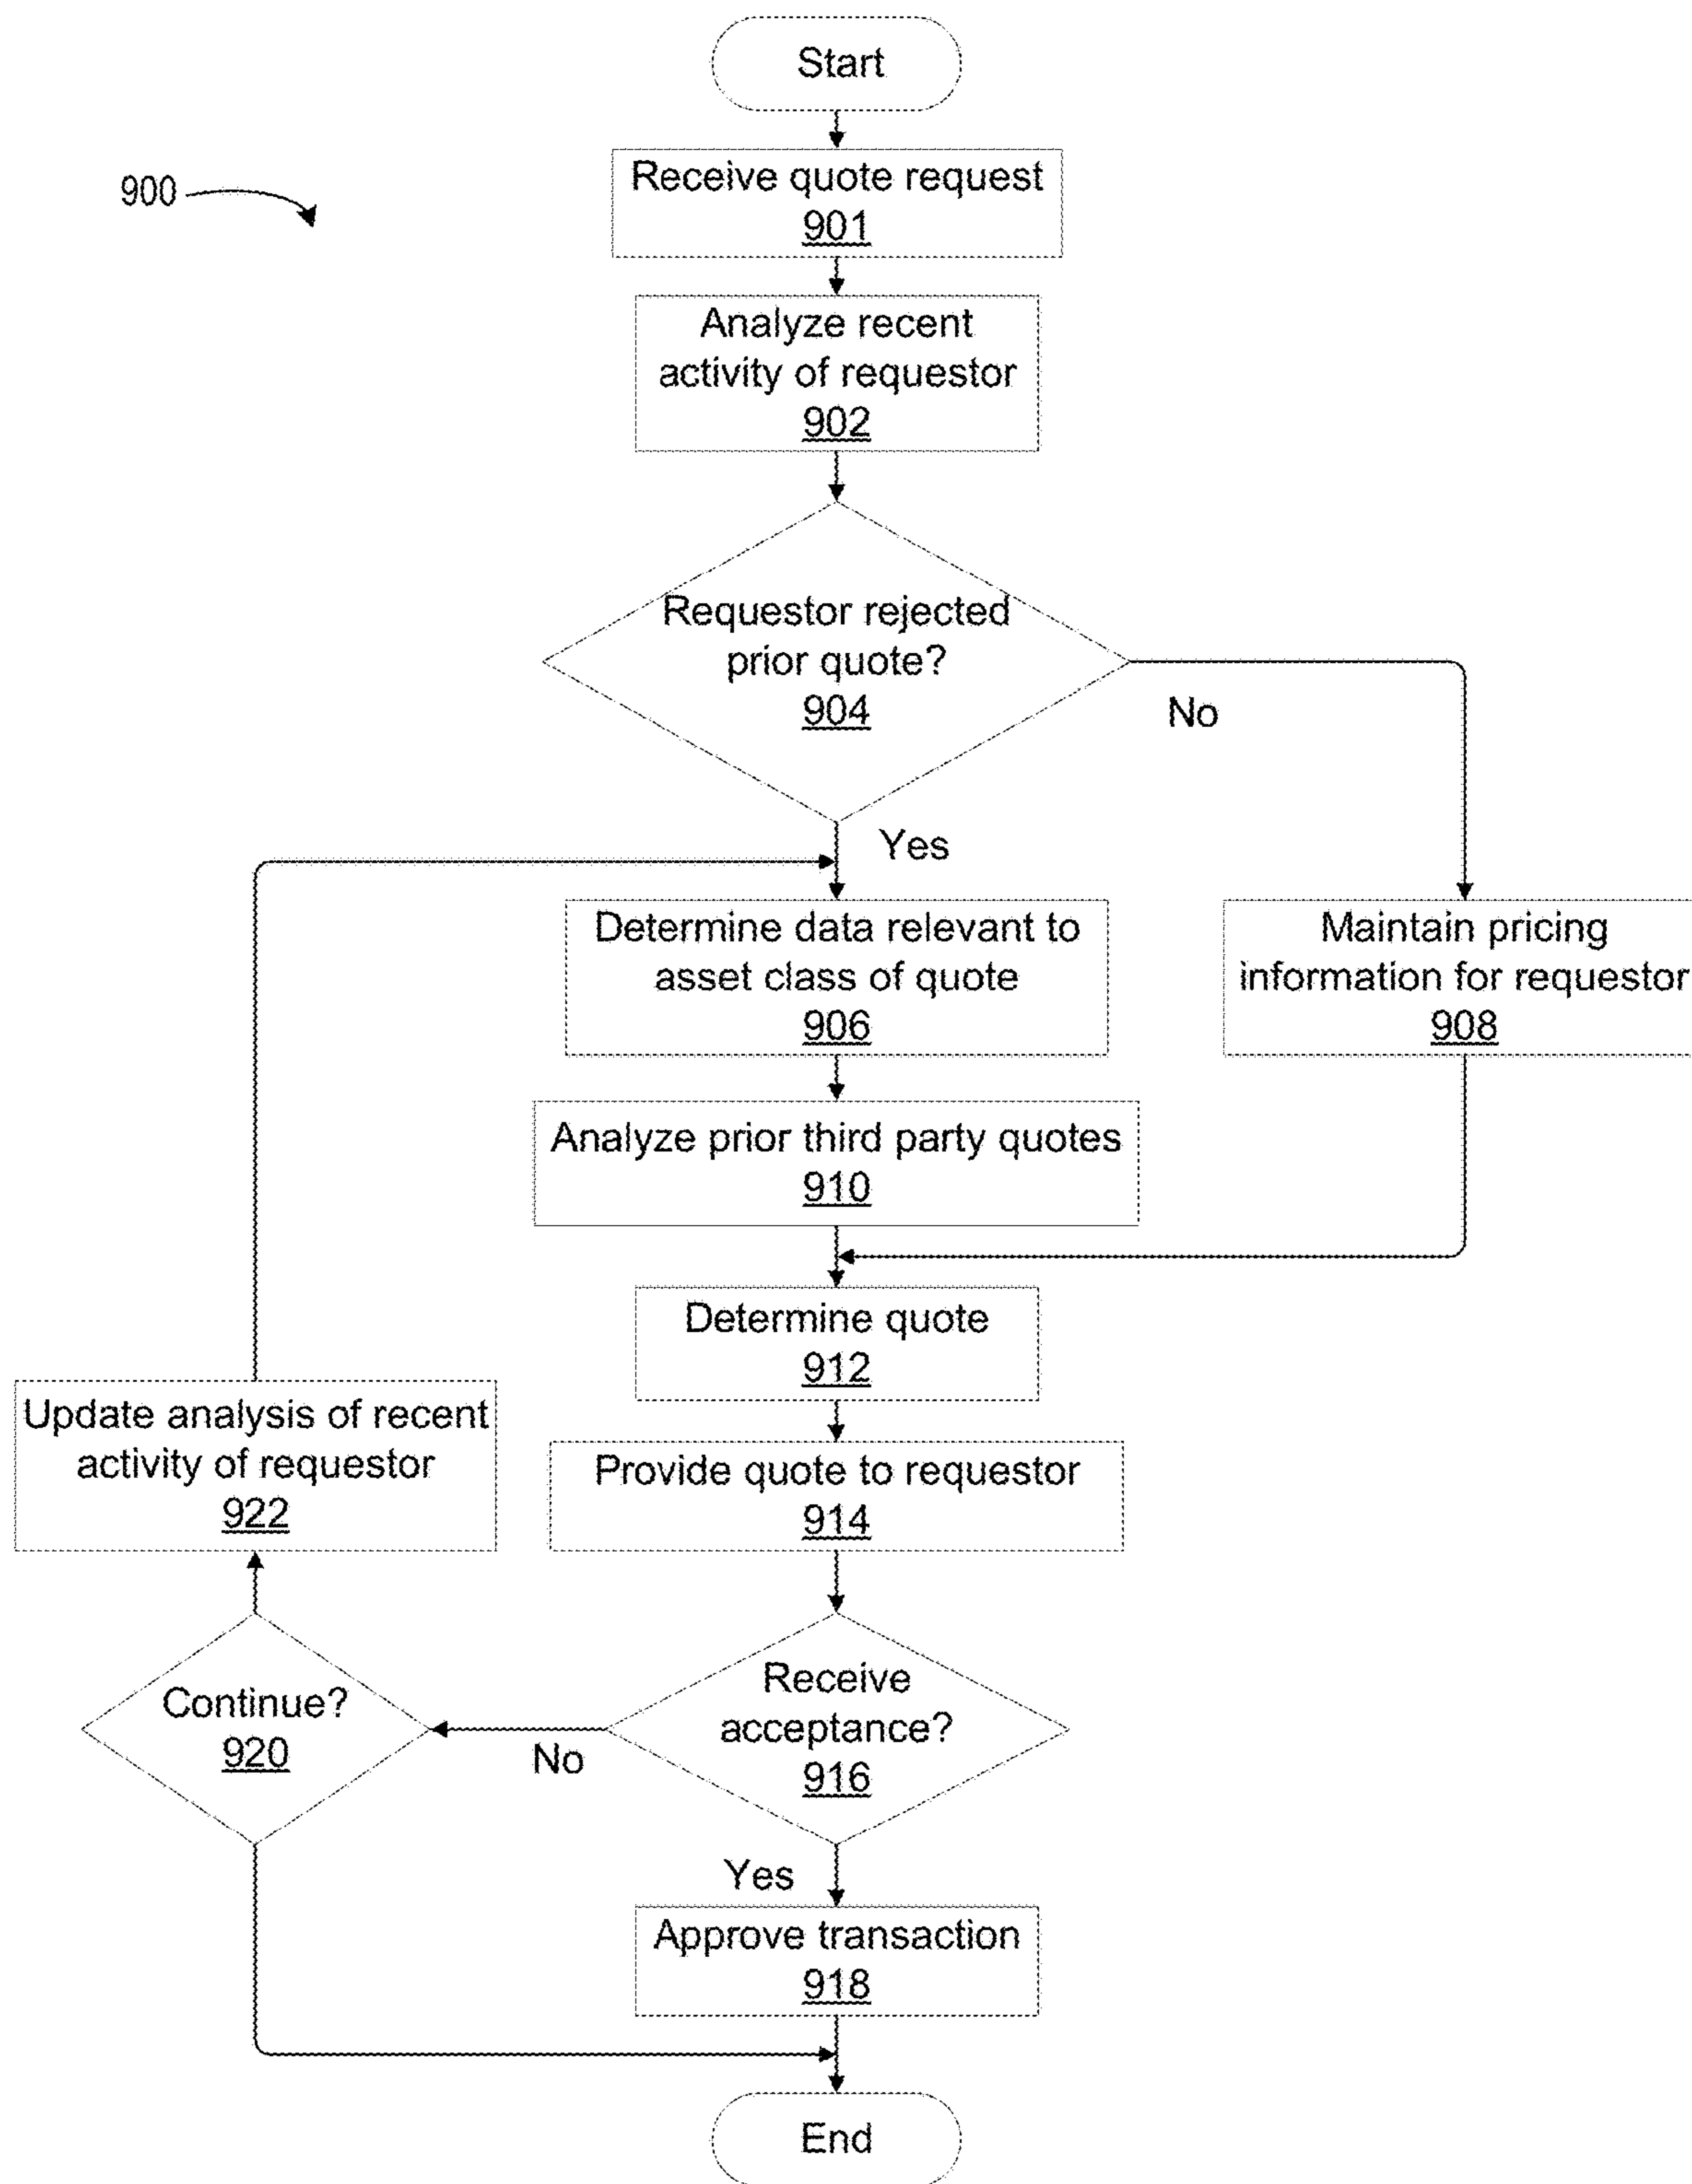 Start
900
Receive quote request
901
Analyze recent
activity of requestor
902
Requestor rejected
prior quote?
904
No
Yes
Determine data relevant to
asset class of quote
906
Maintain pricing
information for requestor
908
Analyze prior third party quotes
910
Determine quote
912
Update analysis of recent
activity of requestor
922
Provide quote to requestor
914
Continue?
920
No
Receive
acceptance?
916
Yes
Approve transaction
918
End